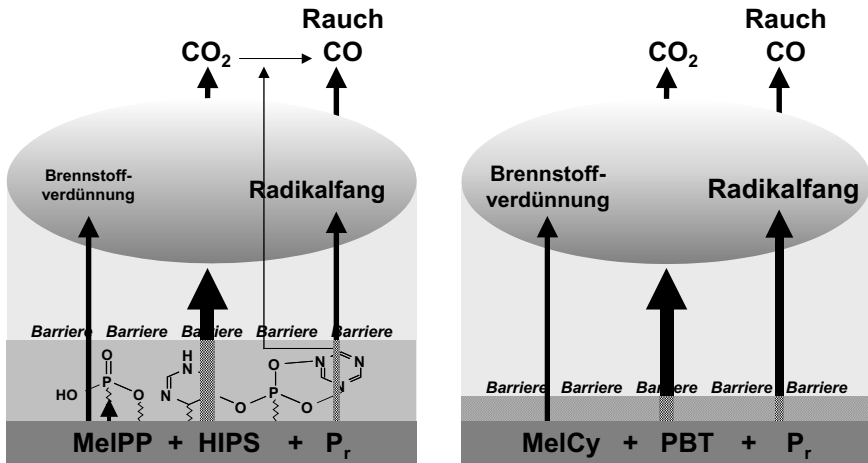 Rauch
CO₂ CO
Brennstoff-
verdünnung
Radikalfang
Barriere Barriere Barriere Barriere Barriere
O
HO P O
H
N
N
O P O
O
N N
N
MelPP + HIPS + Pᵣ
Rauch
CO₂ CO
Brennstoff-
verdünnung
Radikalfang
Barriere Barriere Barriere Barriere Barriere
MelCy + PBT + Pᵣ